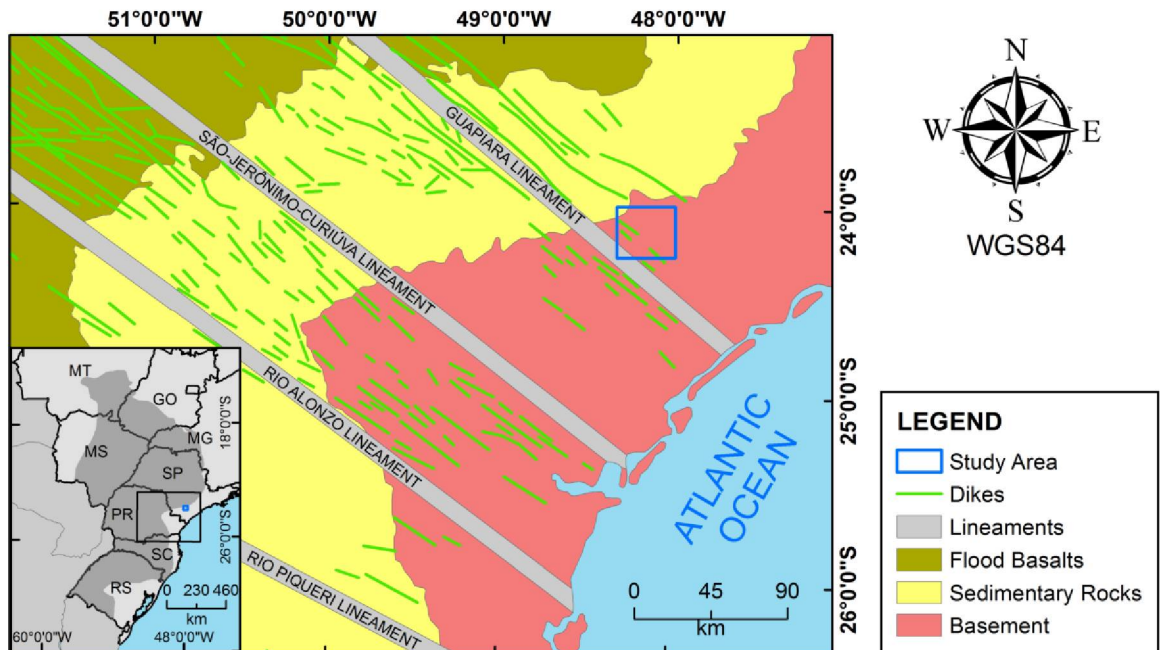 51°0'0"W 50°0'0"W 49°0'0"W 48°0'0"W
GUAPIARA LINEAMENT
SÃO-JERÔNIMO-CURIÚVA LINEAMENT
RIO ALONZO LINEAMENT
RIO PIQUERI LINEAMENT
ATLANTIC
OCEAN
24°0'0"S
25°0'0"S
26°0'0"S
0 45 90
km
MT
GO
MG
MS
SP
PR
SC
RS
18°0'0"S
26°0'0"S
0 230 460
km
60°0'0"W 48°0'0"W
N
W E
S
WGS84
LEGEND
Study Area
Dikes
Lineaments
Flood Basalts
Sedimentary Rocks
Basement